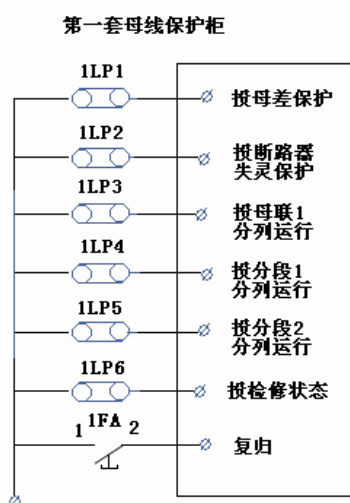 第一套母线保护柜
1LP1
投母差保护
1LP2
投断路器
失灵保护
1LP3
投母联1
分列运行
1LP4
投分段1
分列运行
1LP5
投分段2
分列运行
1LP6
投检修状态
1 1FA 2
复归